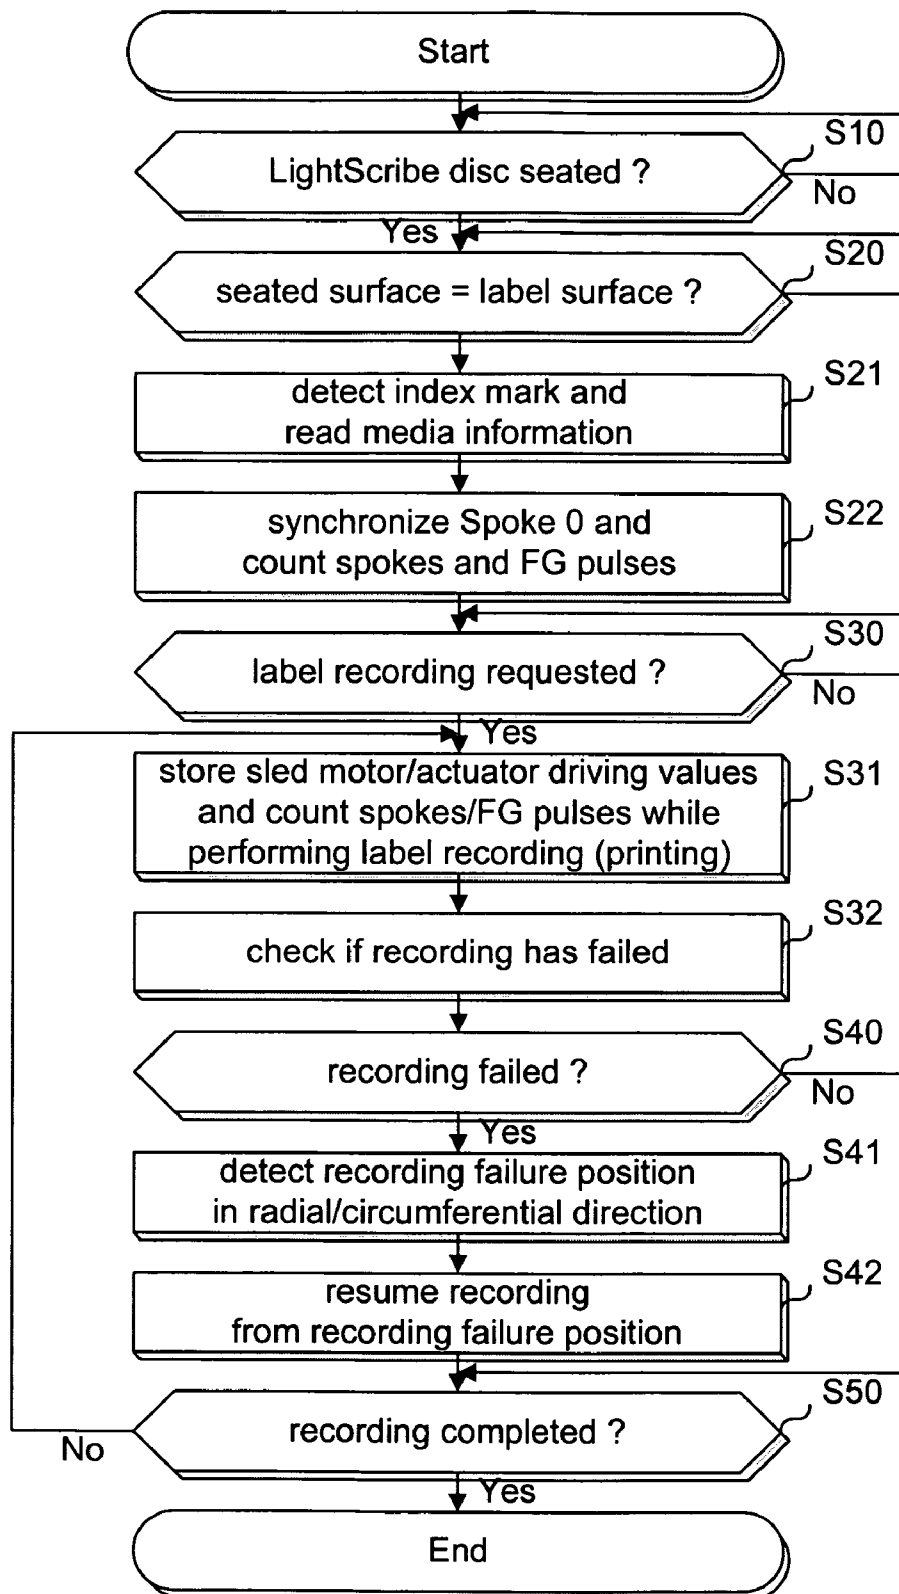 Start
S10
LightScribe disc seated ?
No
Yes
S20
seated surface = label surface ?
S21
detect index mark and
read media information
S22
synchronize Spoke 0 and
count spokes and FG pulses
S30
label recording requested ?
No
Yes
store sled motor/actuator driving values
S31
and count spokes/FG pulses while
performing label recording (printing)
S32
check if recording has failed
S40
recording failed ?
No
Yes
S41
detect recording failure position
in radial/circumferential direction
S42
resume recording
from recording failure position
S50
recording completed ?
No
Yes
End